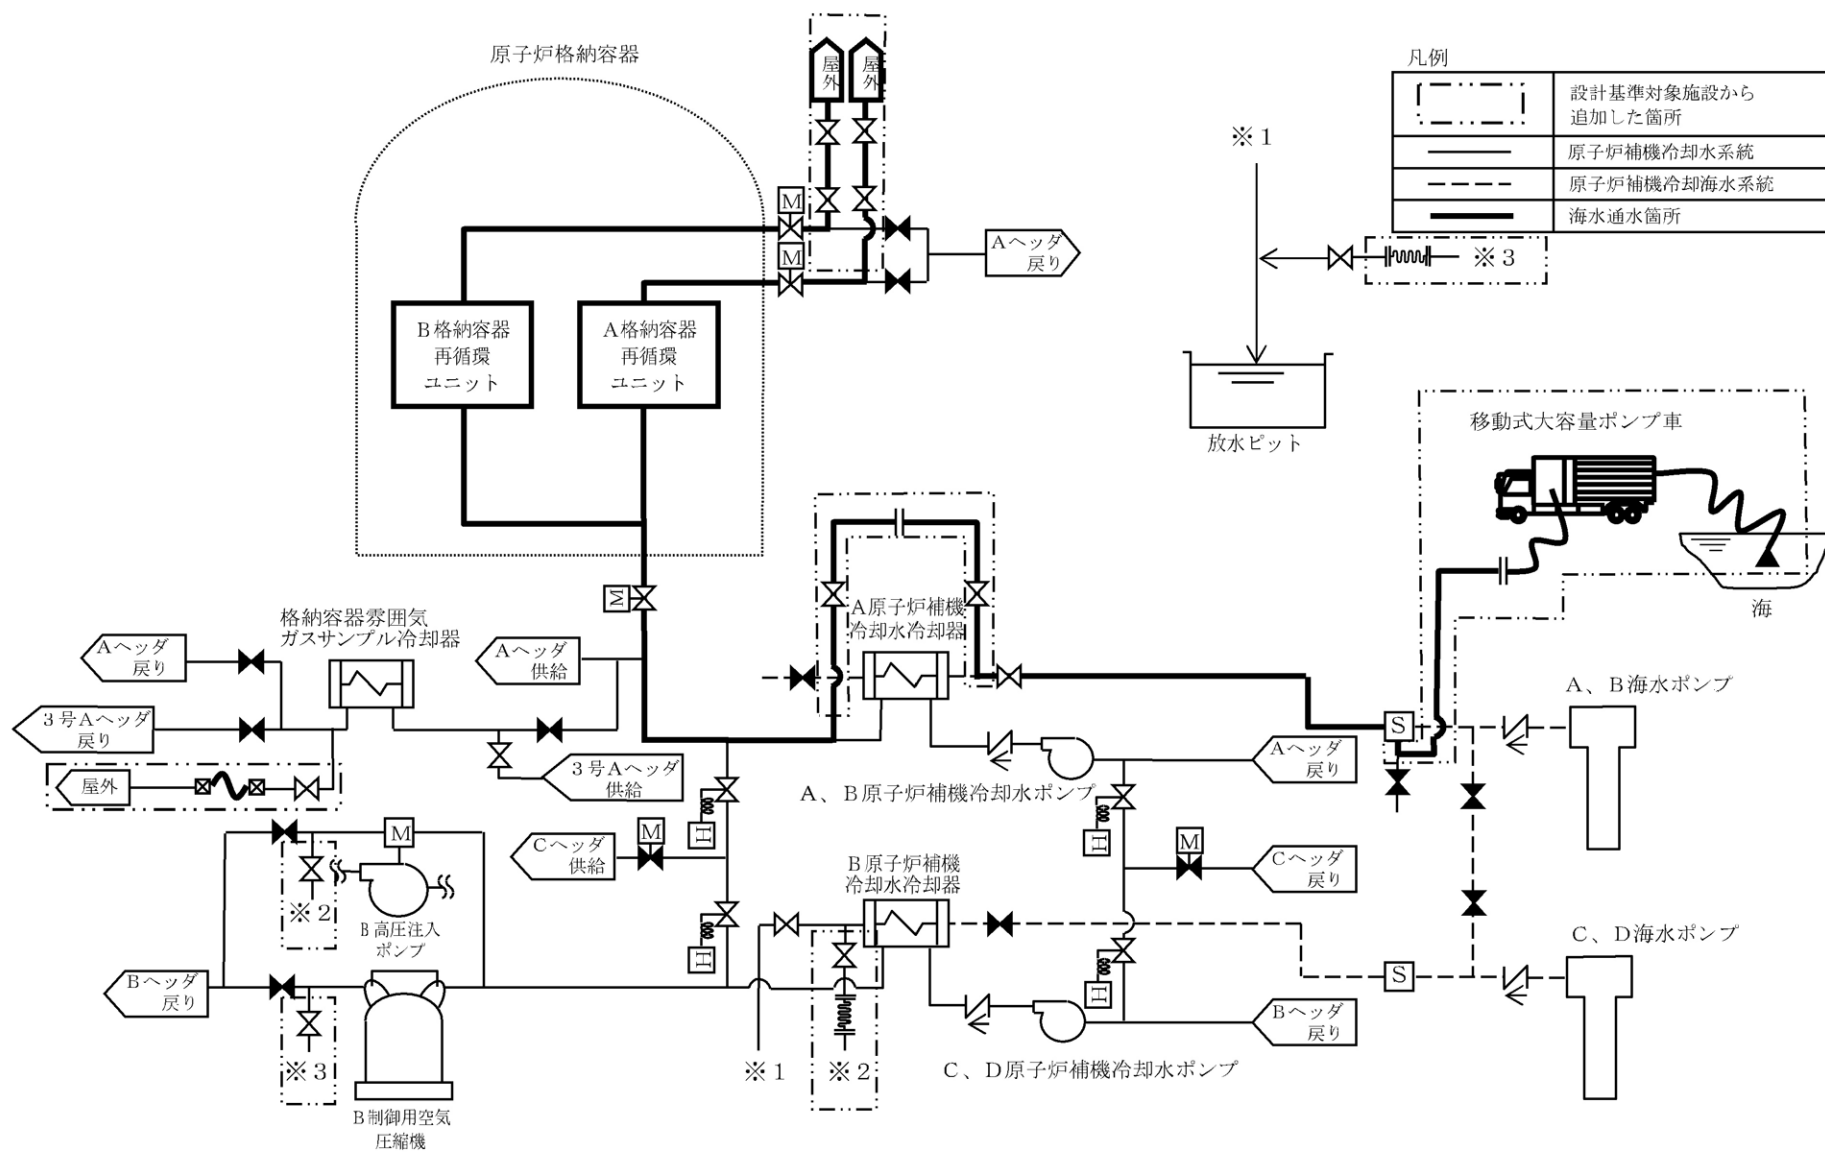 原子炉格納容器
屋外
屋外
凡例
設計基準対象施設から
追加した箇所
原子炉補機冷却水系統
原子炉補機冷却海水系統
海水通水箇所
※1
※3
M
M
Aヘッダ
戻り
B格納容器
再循環
ユニット
A格納容器
再循環
ユニット
放水ピット
移動式大容量ポンプ車
海
M
格納容器雰囲気
ガスサンプル冷却器
Aヘッダ
戻り
Aヘッダ
供給
A原子炉補機
冷却水冷却器
A、B海水ポンプ
3号Aヘッダ
戻り
S
屋外
3号Aヘッダ
供給
Aヘッダ
戻り
A、B原子炉補機冷却水ポンプ
H
H
M
M
M
Cヘッダ
供給
Cヘッダ
戻り
※2
B高圧注入
ポンプ
B原子炉補機
冷却水冷却器
C、D海水ポンプ
H
H
S
Bヘッダ
戻り
Bヘッダ
戻り
※3
※1
※2
C、D原子炉補機冷却水ポンプ
B制御用空気
圧縮機